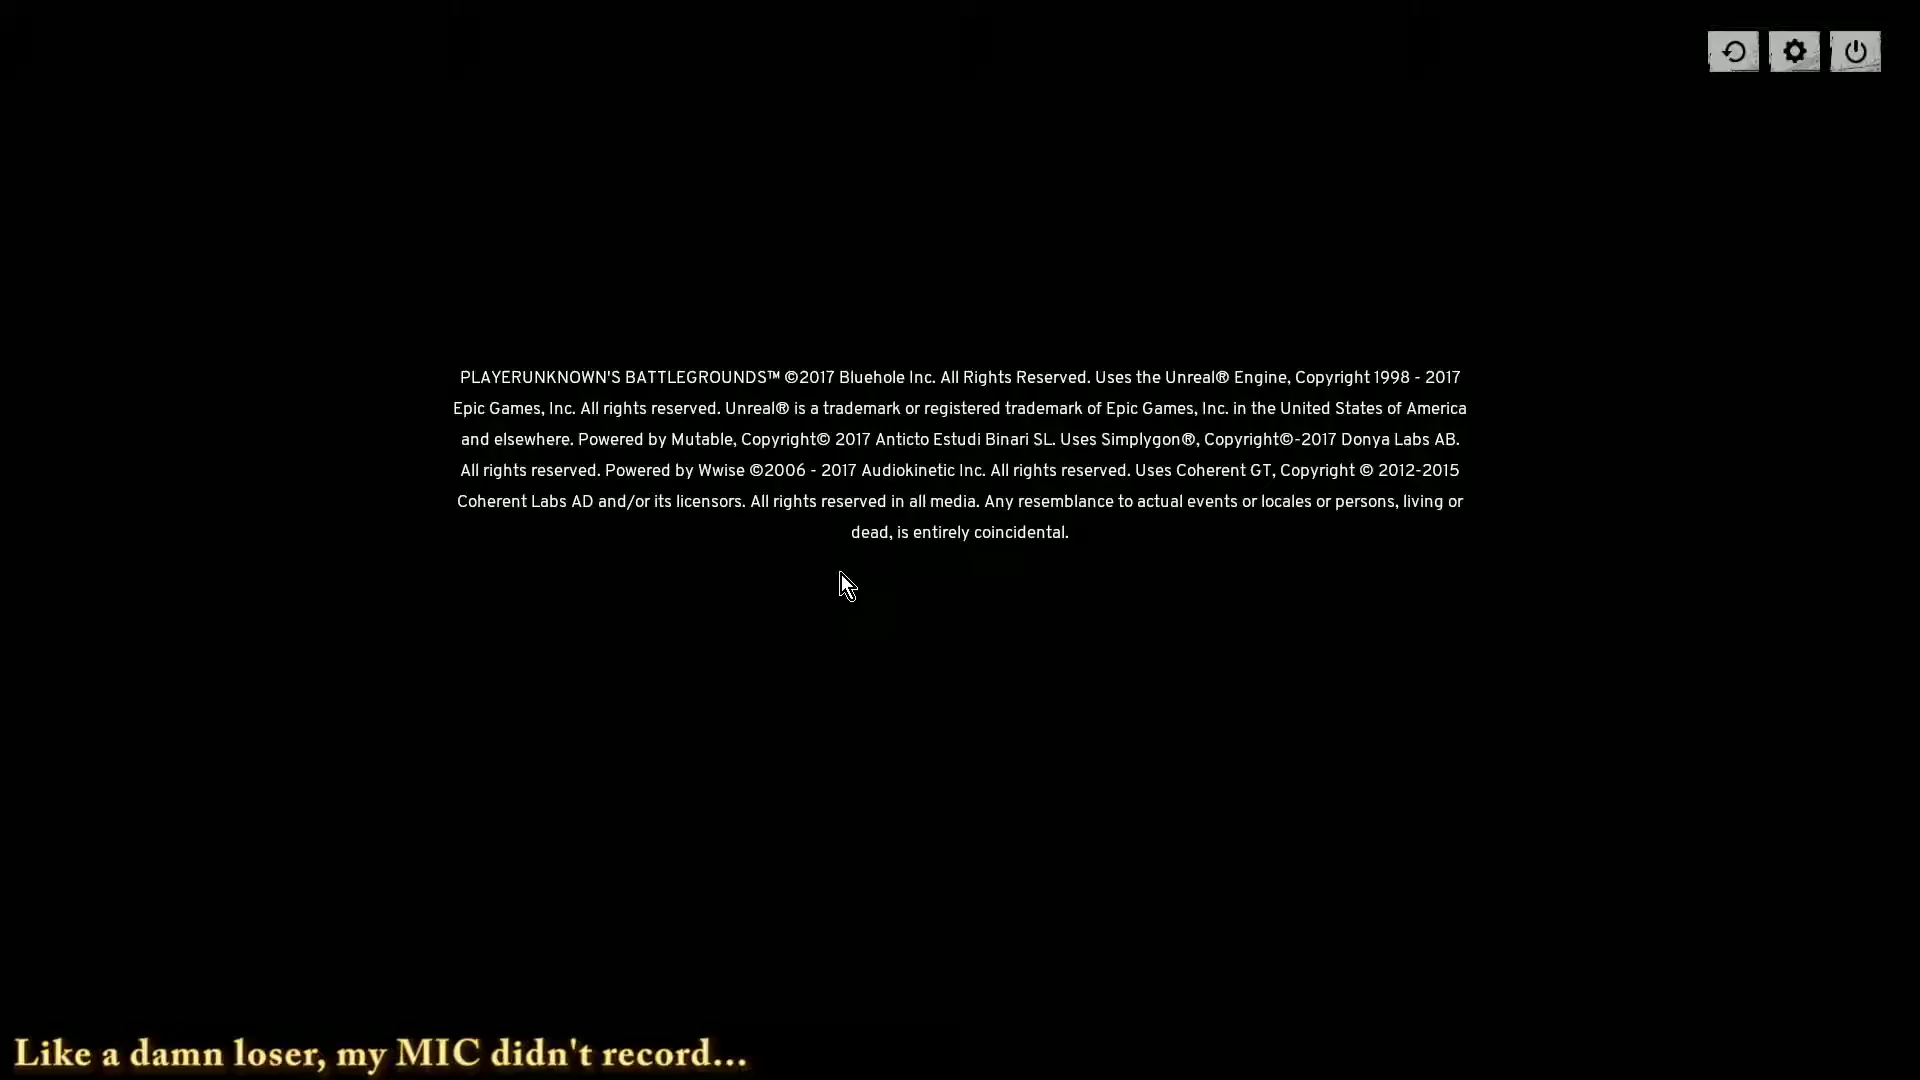 PLAYERUNKNOWN'S BATTLEGROUNDS™ ©2017 Bluehole Inc. All Rights Reserved. Uses the Unreal® Engine, Copyright 1998 - 2017
Epic Games, Inc. All rights reserved. Unreal® is a trademark or registered trademark of Epic Games, Inc. in the United States of America
and elsewhere. Powered by Mutable, Copyright© 2017 Anticto Estudi Binari SL. Uses Simplygon®, Copyright©-2017 Donya Labs AB.
All rights reserved. Powered by Wwise ©2006 - 2017 Audiokinetic Inc. All rights reserved. Uses Coherent GT, Copyright © 2012-2015
Coherent Labs AD and/or its licensors. All rights reserved in all media. Any resemblance to actual events or locales or persons, living or
dead, is entirely coincidental.
Like a damn loser, my MIC didn't record...